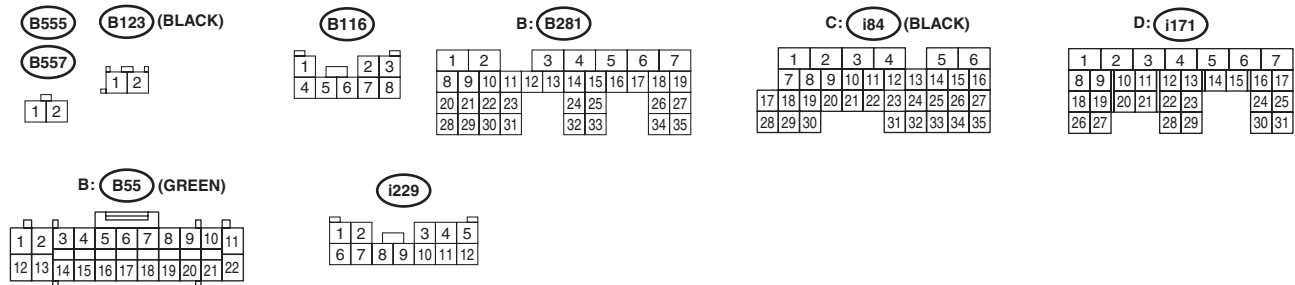 B555 B123 (BLACK) B116 B: B281 C: i84 (BLACK) D: i171
B557
1 2
1 2
1 2 3
4 5 6 7 8
1 2 3 4 5 6 7
8 9 10 11 12 13 14 15 16 17 18 19
20 21 22 23 24 25 26 27
28 29 30 31 32 33 34 35
1 2 3 4 5 6
7 8 9 10 11 12 13 14 15 16
17 18 19 20 21 22 23 24 25 26 27
28 29 30 31 32 33 34 35
1 2 3 4 5 6 7
8 9 10 11 12 13 14 15 16 17
18 19 20 21 22 23 24 25
26 27 28 29 30 31
B: B55 (GREEN) i229
1 2 3 4 5 6 7 8 9 10 11
12 13 14 15 16 17 18 19 20 21 22
1 2 3 4 5
6 7 8 9 10 11 12